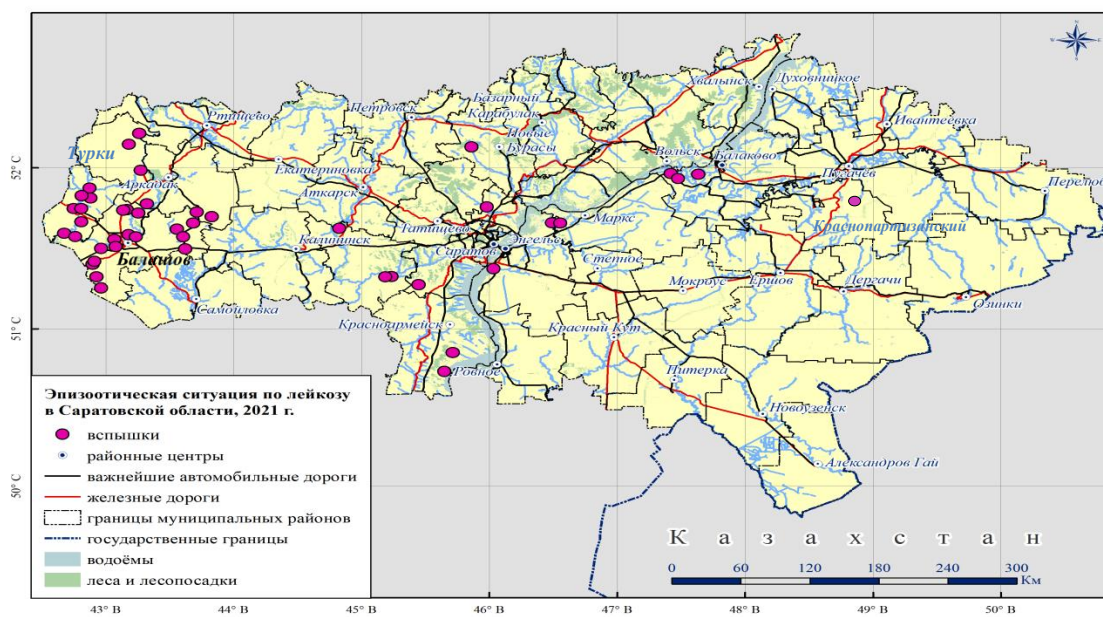 Хвалынск
Духовницкое
Базарный
Карабулак
Петровск
Ртищево
Новые
Бурасы
Ивантеевка
Турки
Вольск
Балаково
52° С
52° С
Екатериновка
Пугачёв
Аркадак
Аткарск
Перелюб
Маркс
Татищево
Краснопартизанский
Калининск
Энгельс
Саратов
Балашов
Степное
Мокроус
Ершов
Дергачи
Озинки
Самойловка
Красноармейск
Красный Кут
51° С
51° С
Ровное
Питерка
Новоузенск
Александров Гай
50° С
50° С
Эпизоотическая ситуация по лейкозу
в Саратовской области, 2021 г.
вспышки
районные центры
важнейшие автомобильные дороги
железные дороги
границы муниципальных районов
государственные границы
водоёмы
леса и лесопосадки
Казахстан
0 60 120 180 240 300
Км
43° В 44° В 45° В 46° В 47° В 48° В 49° В 50° В